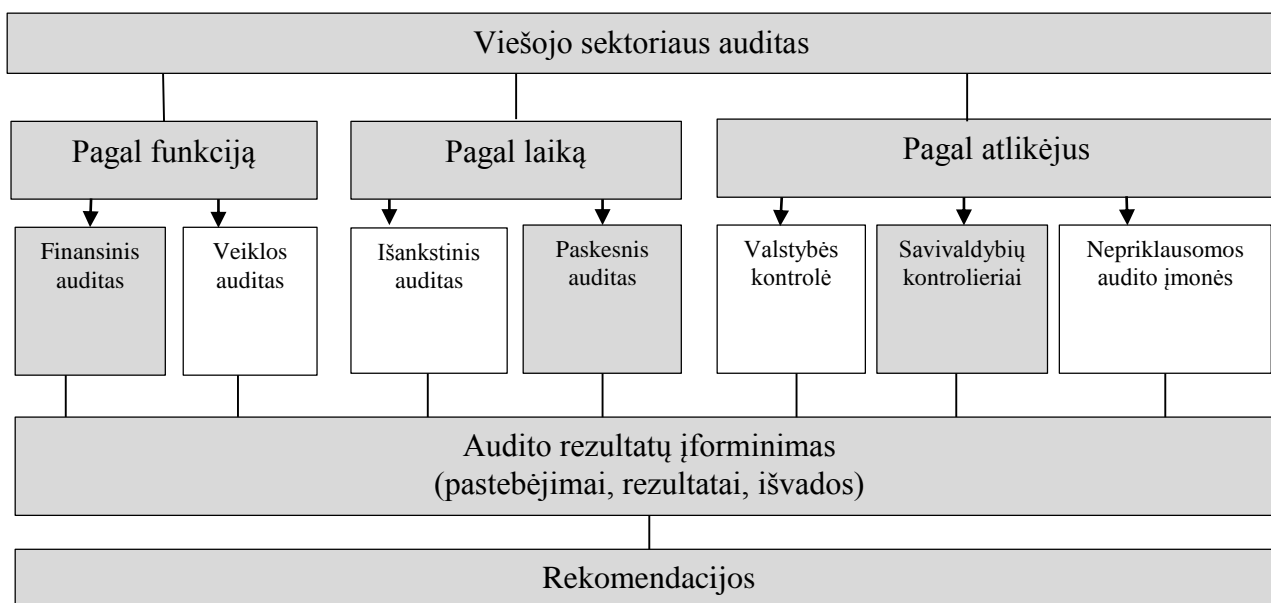 Viešojo sektoriaus auditas
Pagal funkciją
Pagal laiką
Pagal atlikėjus
Finansinis
auditas
Veiklos
auditas
Išankstinis
auditas
Paskesnis
auditas
Valstybės
kontrolė
Savivaldybių
kontrolieriai
Nepriklausomos
audito įmonės
Audito rezultatų įforminimas
(pastebėjimai, rezultatai, išvados)
Rekomendacijos